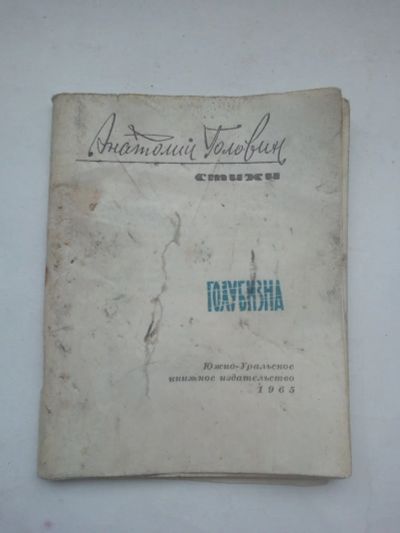 Анатолий Головин
стихи
ГОЛУБИЗНА
Южно-Уральское
книжное издательство
1965